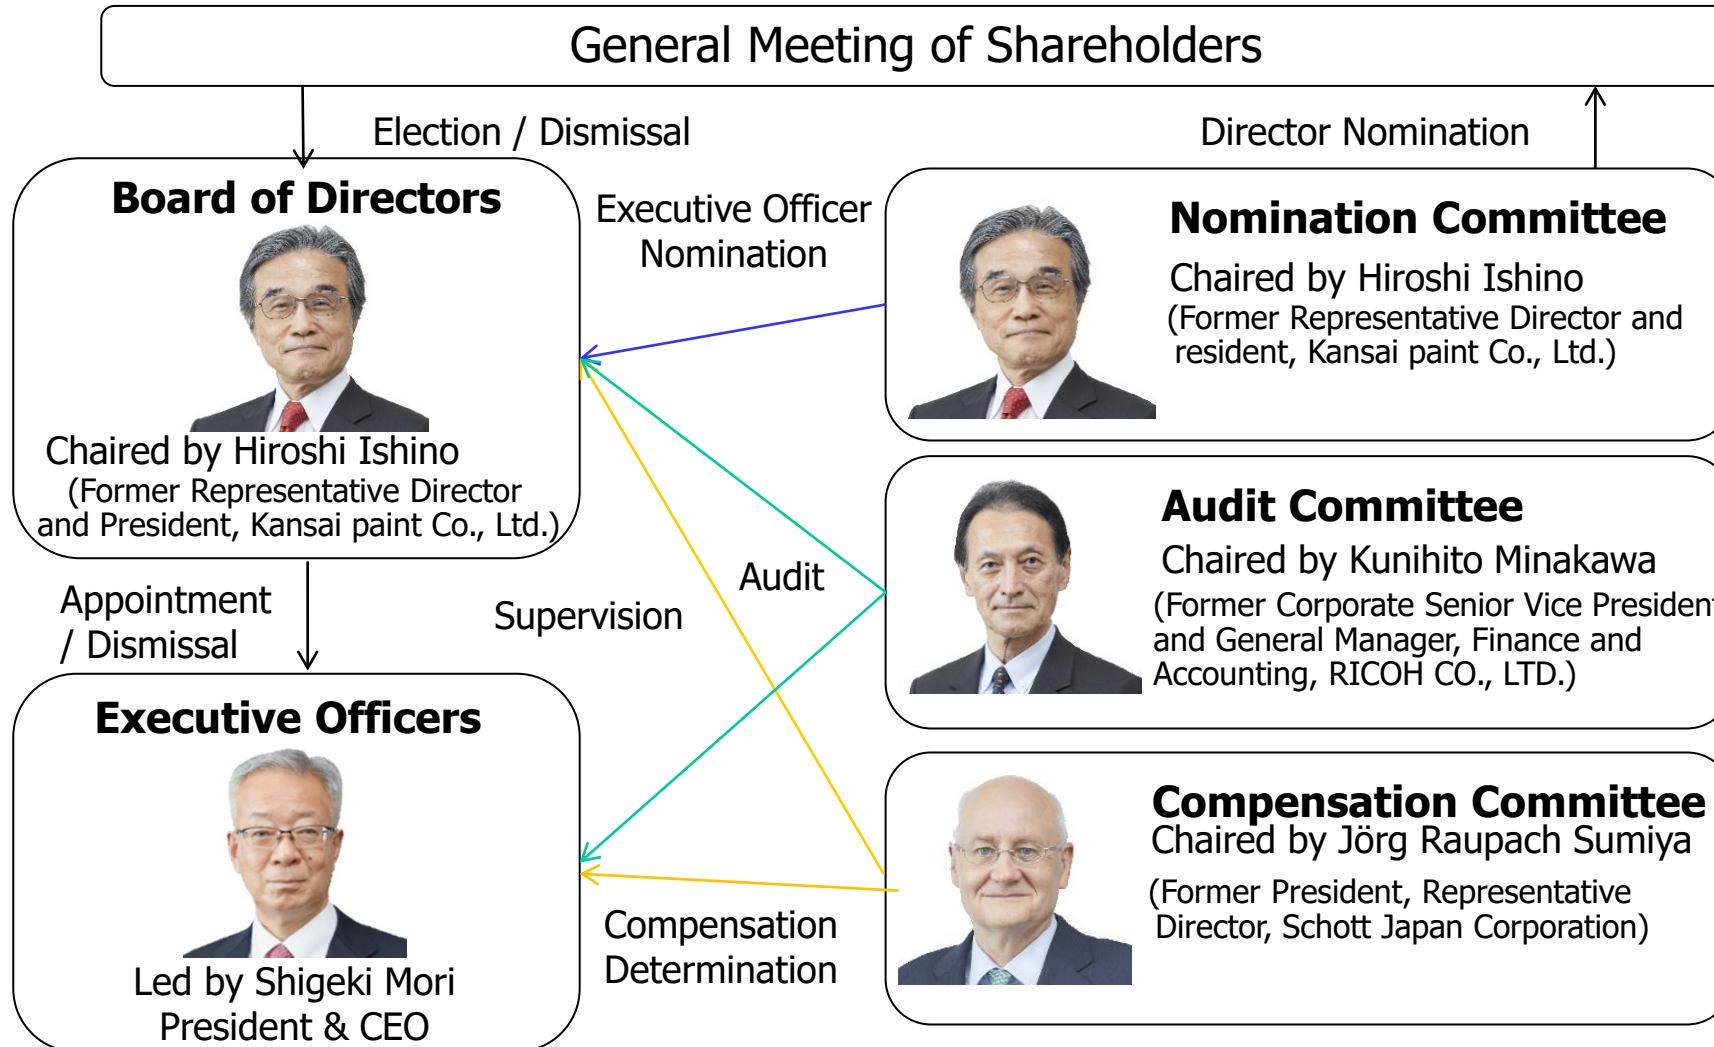 General Meeting of Shareholders
Election / Dismissal
Director Nomination
Board of Directors
Chaired by Hiroshi Ishino
(Former Representative Director
and President, Kansai paint Co., Ltd.)
Executive Officer
Nomination
Nomination Committee
Chaired by Hiroshi Ishino
(Former Representative Director and
resident, Kansai paint Co., Ltd.)
Audit Committee
Chaired by Kunihito Minakawa
(Former Corporate Senior Vice President
and General Manager, Finance and
Accounting, RICOH CO., LTD.)
Audit
Supervision
Appointment
/ Dismissal
Executive Officers
Led by Shigeki Mori
President & CEO
Compensation
Determination
Compensation Committee
Chaired by Jörg Raupach Sumiya
(Former President, Representative
Director, Schott Japan Corporation)